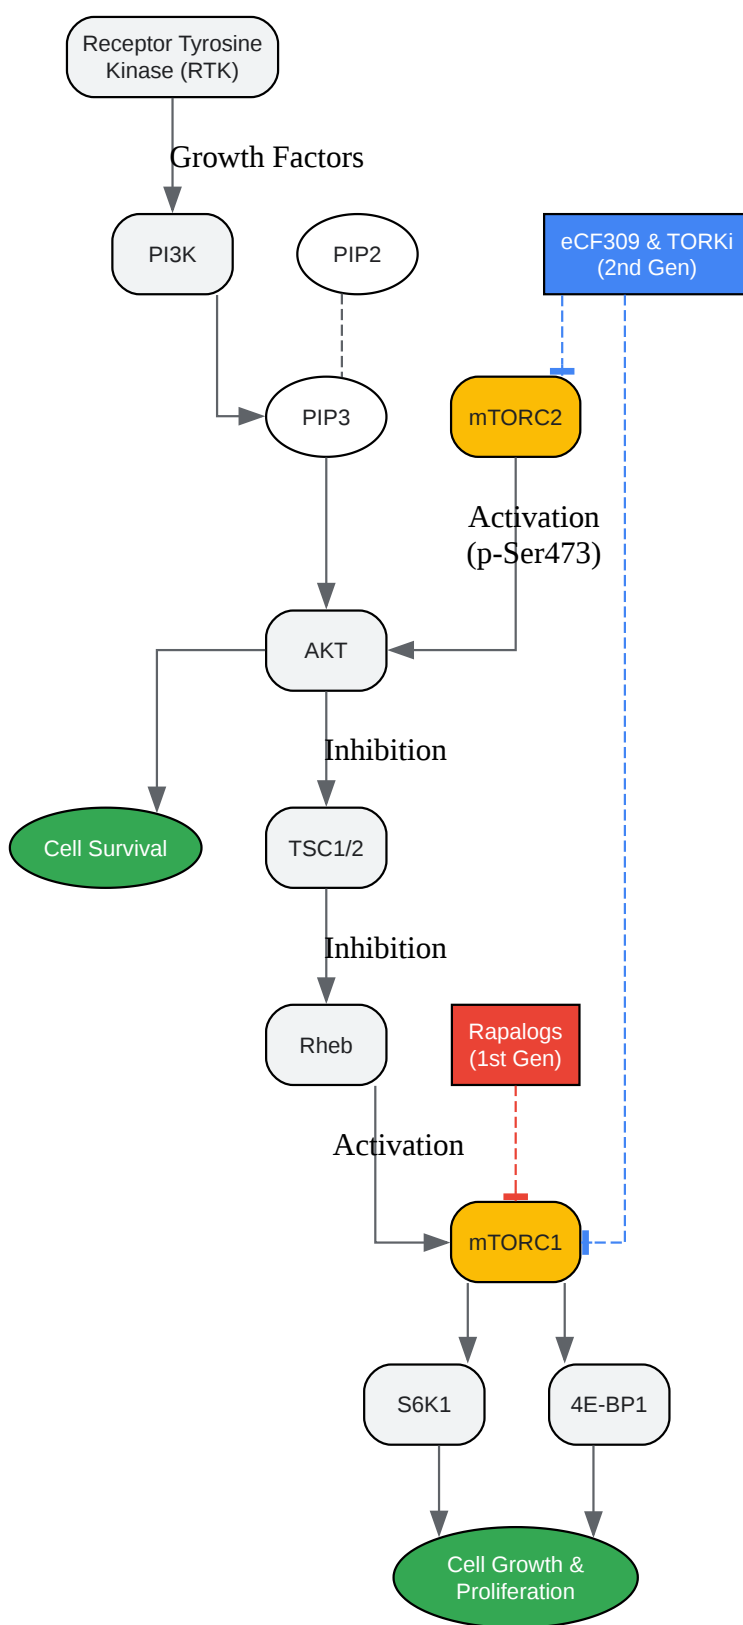 Receptor Tyrosine
Kinase (RTK)
Growth Factors
PI3K
PIP2
eCF309 & TORKi
(2nd Gen)
PIP3
mTORC2
Activation
(p-Ser473)
AKT
Inhibition
Cell Survival
TSC1/2
Inhibition
Rheb
Rapalogs
(1st Gen)
Activation
mTORC1
S6K1
4E-BP1
Cell Growth &
Proliferation